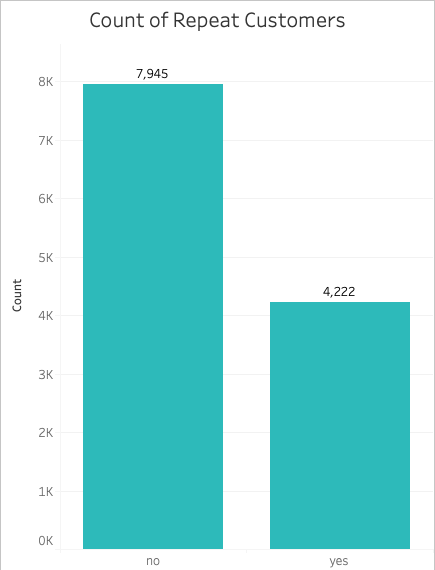 Count of Repeat Customers
7,945
8K
7K
6K
5K
4,222
4K
3K
2K
1K
0K
Count
no yes